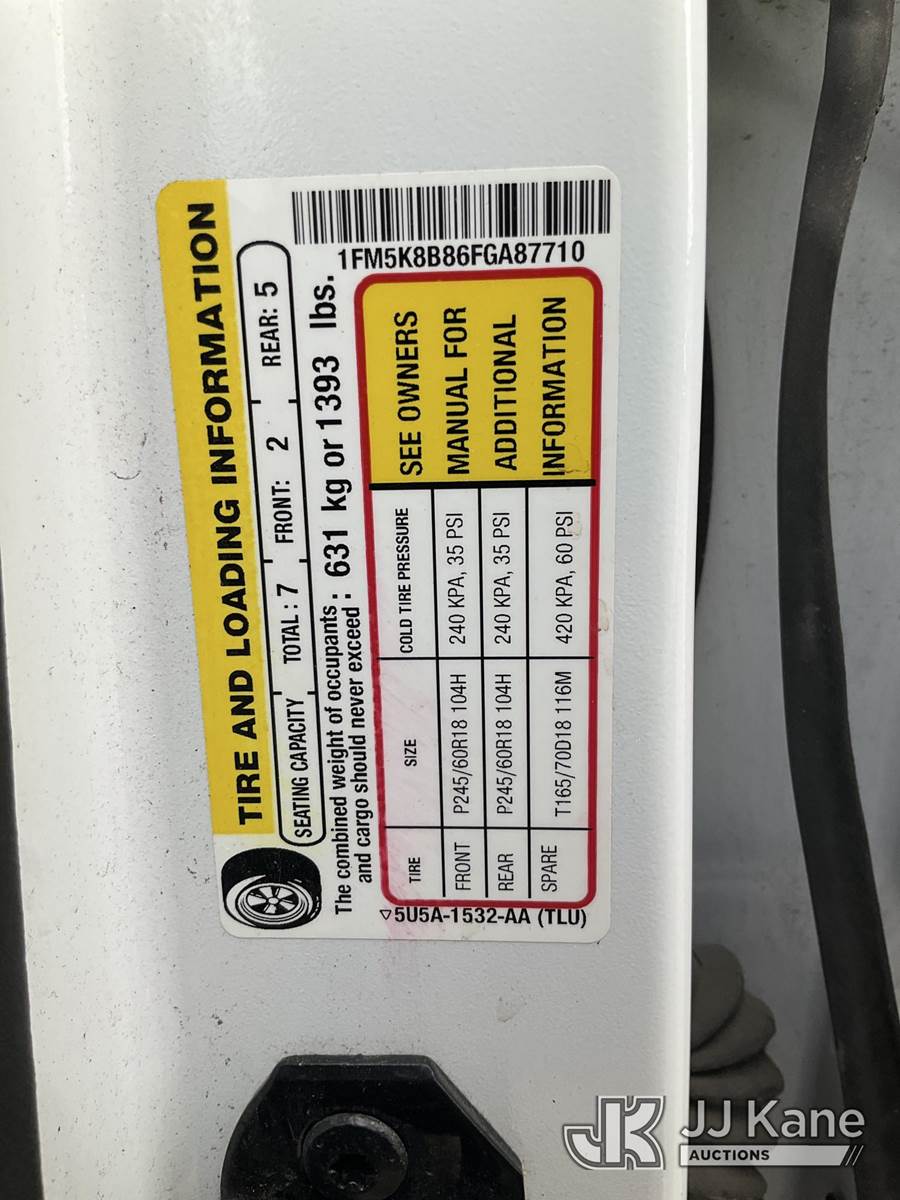 TIRE AND LOADING INFORMATION
SEATING CAPACITY TOTAL: 7 FRONT: 2 REAR: 5
The combined weight of occupants : 631 kg or 1393 lbs.
and cargo should never exceed :
1FM5K8B86FGA87710
TIRE SIZE COLD TIRE PRESSURE
FRONT P245/60R18 104H 240 KPA, 35 PSI
REAR P245/60R18 104H 240 KPA, 35 PSI
SPARE T165/70D18 116M 420 KPA, 60 PSI
SEE OWNERS
MANUAL FOR
ADDITIONAL
INFORMATION
▽5U5A-1532-AA (TLU)
JK JJ Kane
AUCTIONS